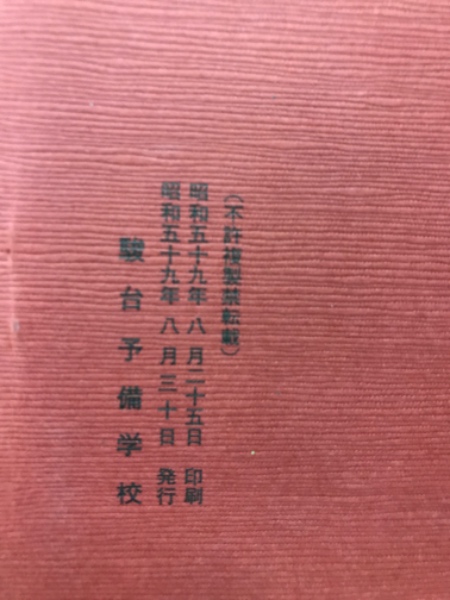 （不許複製禁転載）
昭和五十九年 八月二十五日 印刷
昭和五十九年 八月三十日 発行
駿台予備学校